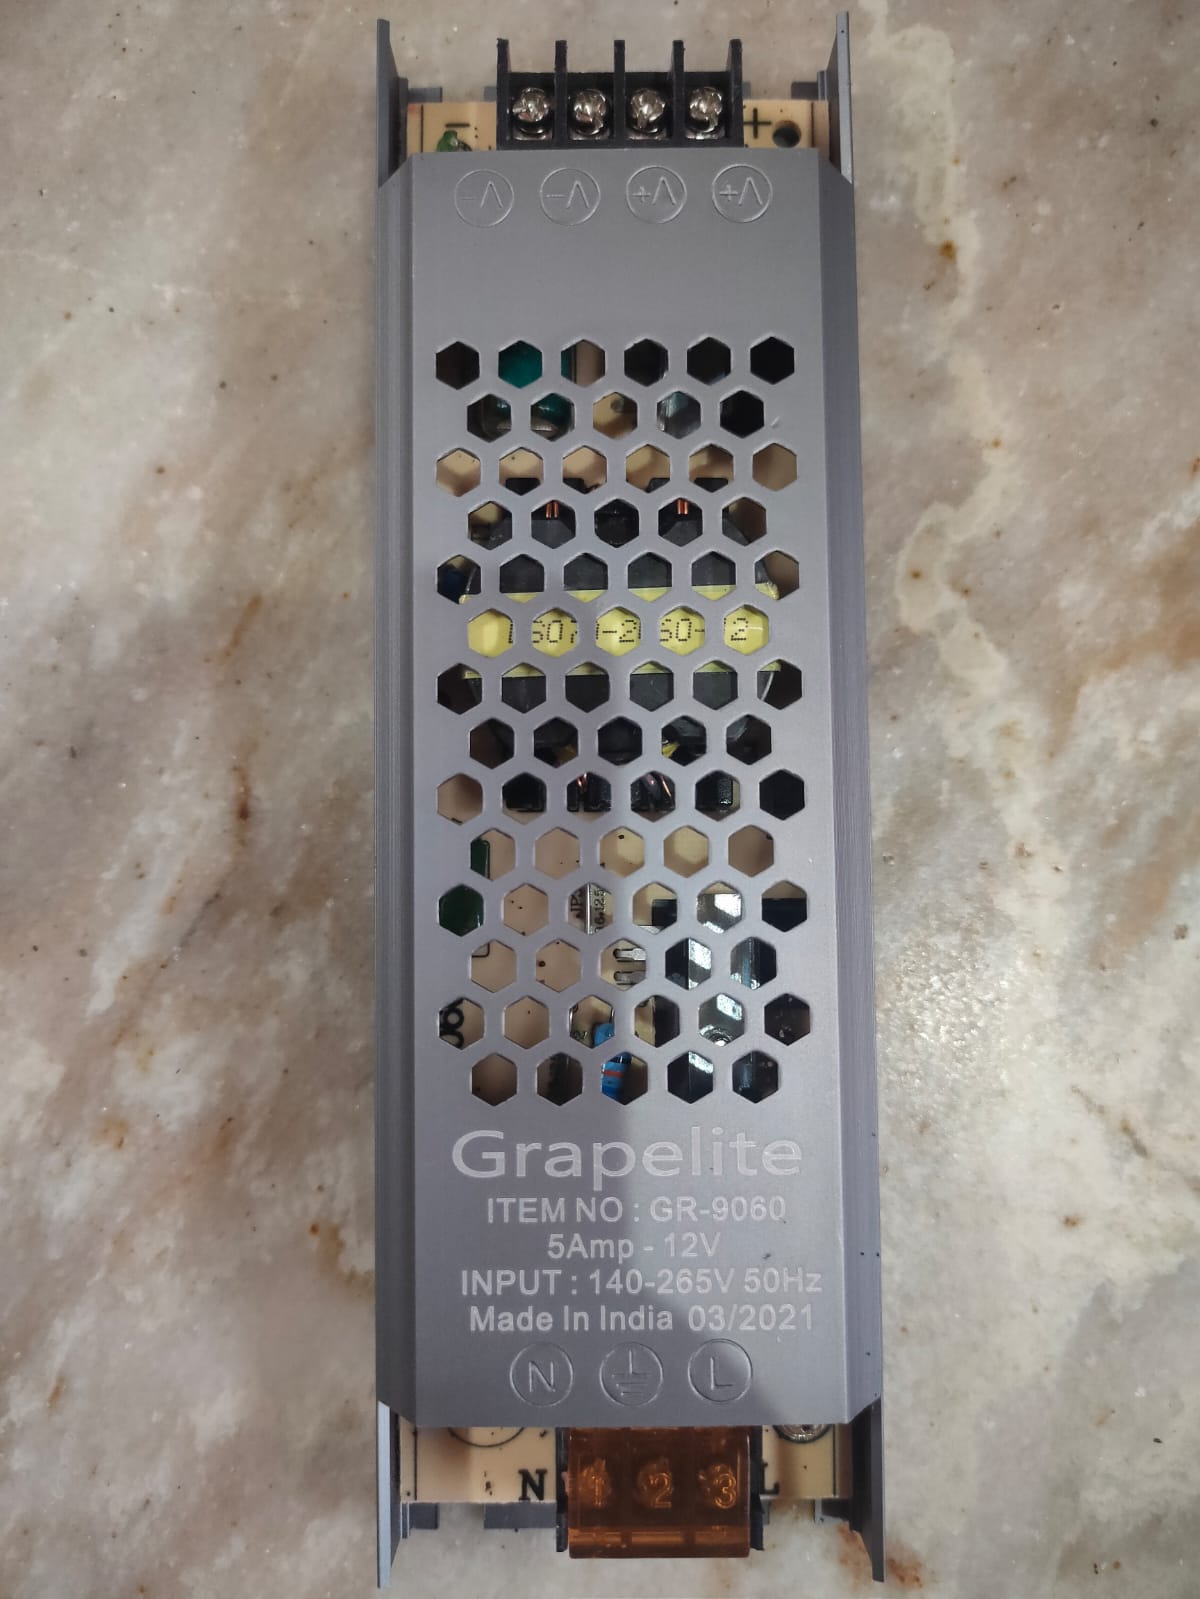 - +
V- V- V+ V+
Grapelite
ITEM NO : GR-9060
5Amp - 12V
INPUT : 140-265V 50Hz
Made In India 03/2021
N L
N 1 2 3 L